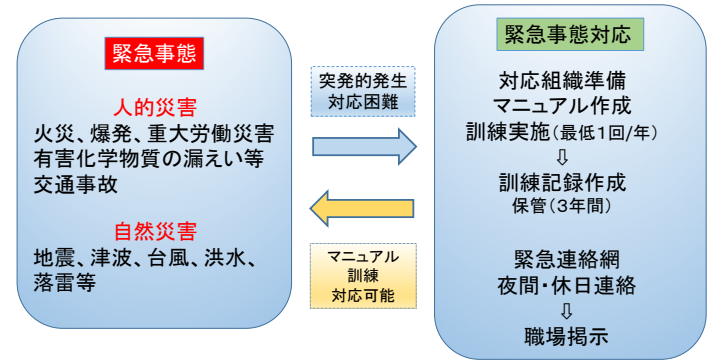 緊急事態
人的災害
火災、爆発、重大労働災害
有害化学物質の漏えい等
交通事故
自然災害
地震、津波、台風、洪水、
落雷等
突発的発生
対応困難
マニュアル
訓練
対応可能
緊急事態対応
対応組織準備
マニュアル作成
訓練実施(最低1回/年)
⇩
訓練記録作成
保管(3年間)
緊急連絡網
夜間・休日連絡
⇩
職場掲示